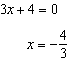 3x + 4 = 0
x = -4/3